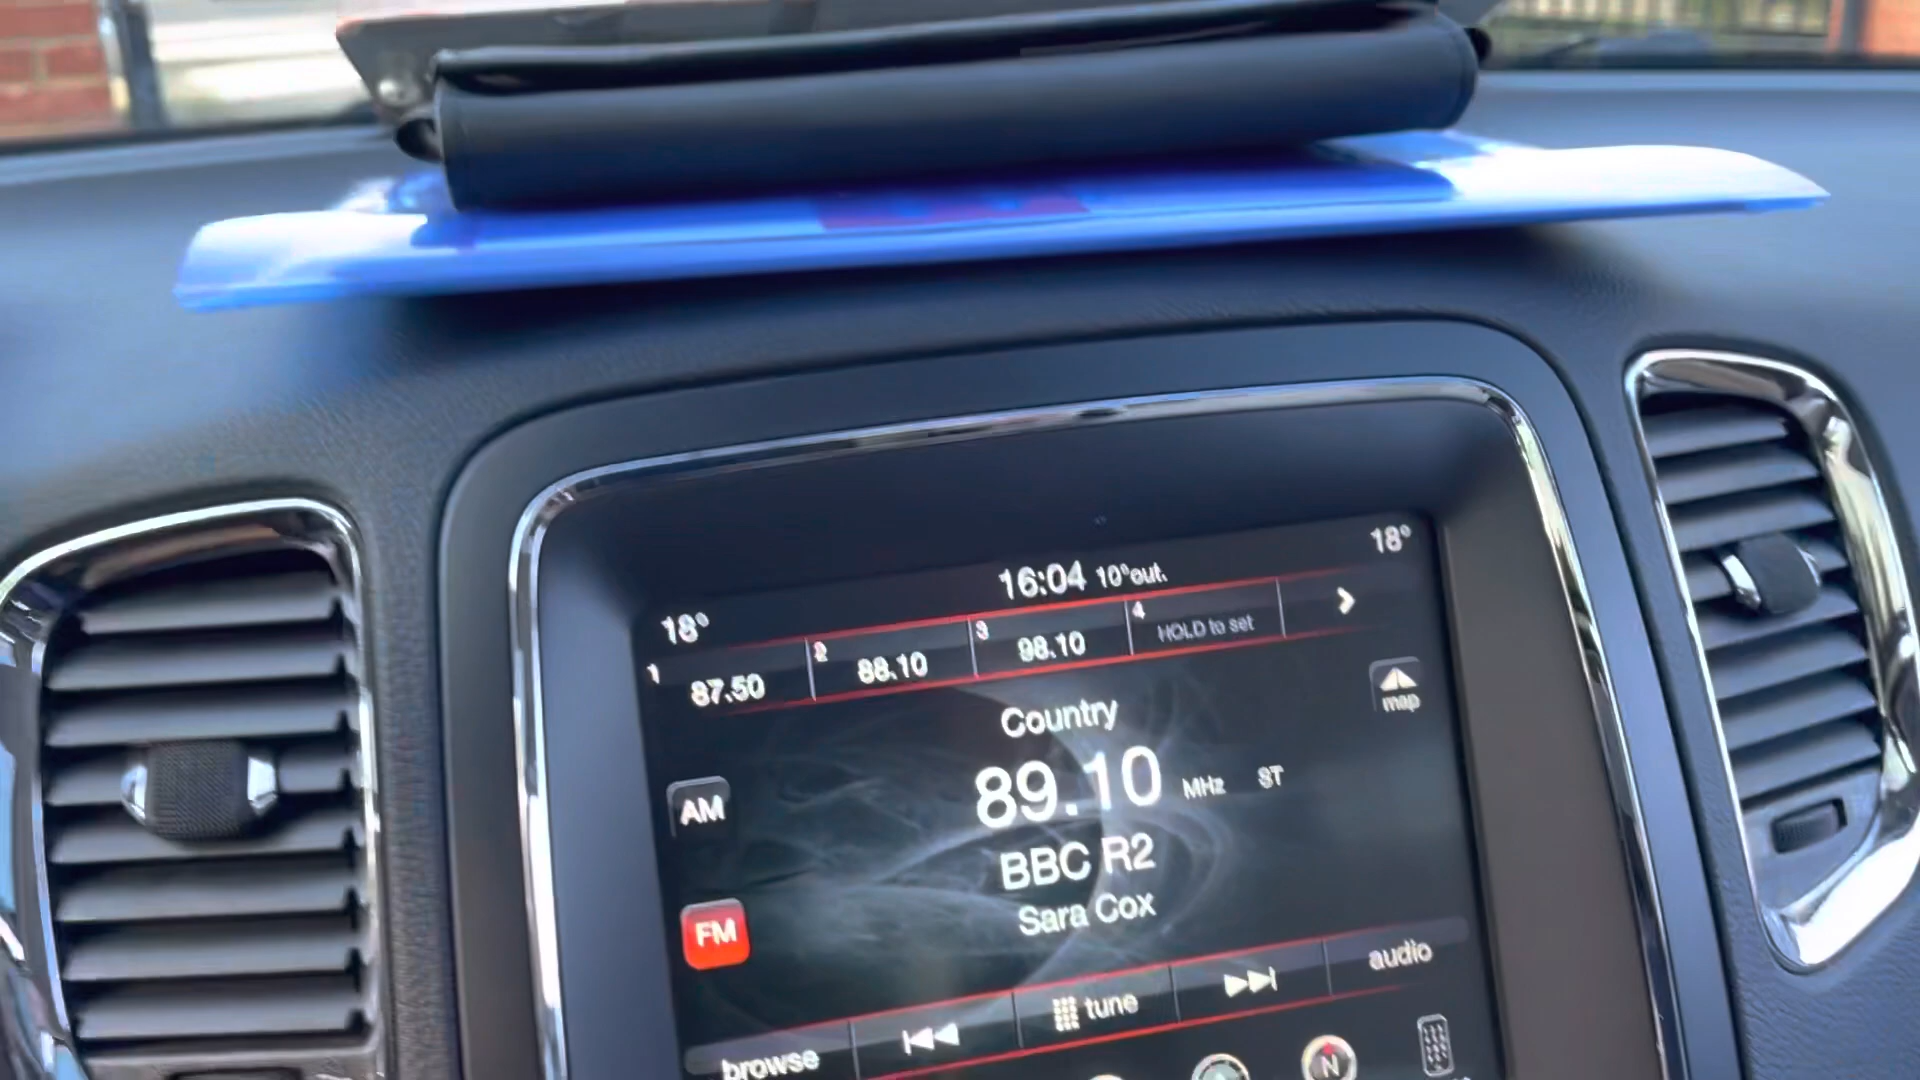 18° 16:04 10°out. 18°
1 87.50 2 88.10 3 98.10 4 HOLD to set
map
Country
89.10 MHz ST
BBC R2
Sara Cox
AM
FM
browse tune audio
N